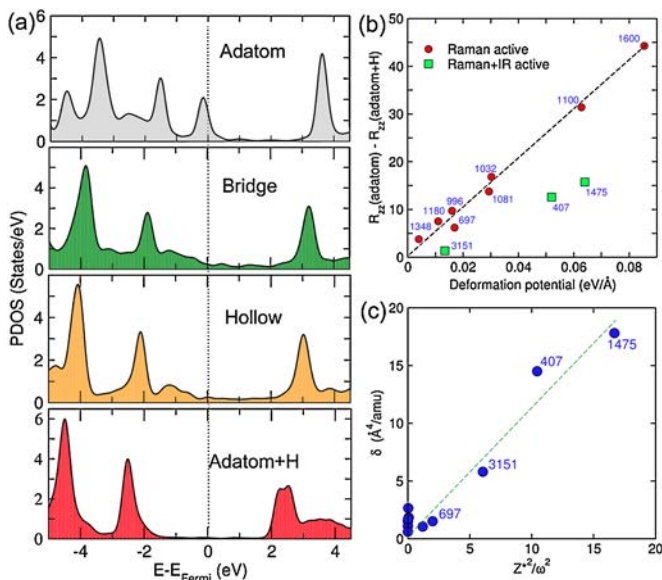 (a)
6
4
2
0
Adatom
4
2
0
Bridge
4
2
0
Hollow
6
4
2
0
Adatom+H
-4 -2 0 2 4
E-E_Fermi (eV)
PDOS (States/eV)
(b)
50
40
30
20
10
0
R_zz(adatom) - R_zz(adatom+H)
Raman active
Raman+IR active
1600
1100
1032
1081
996
1180
697
1348
3151
407
1475
0 0.02 0.04 0.06 0.08
Deformation potential (eV/Å)
(c)
20
15
10
5
0
δ (Å⁴/amu)
1475
407
3151
697
0 5 10 15 20
Z*²/ω²